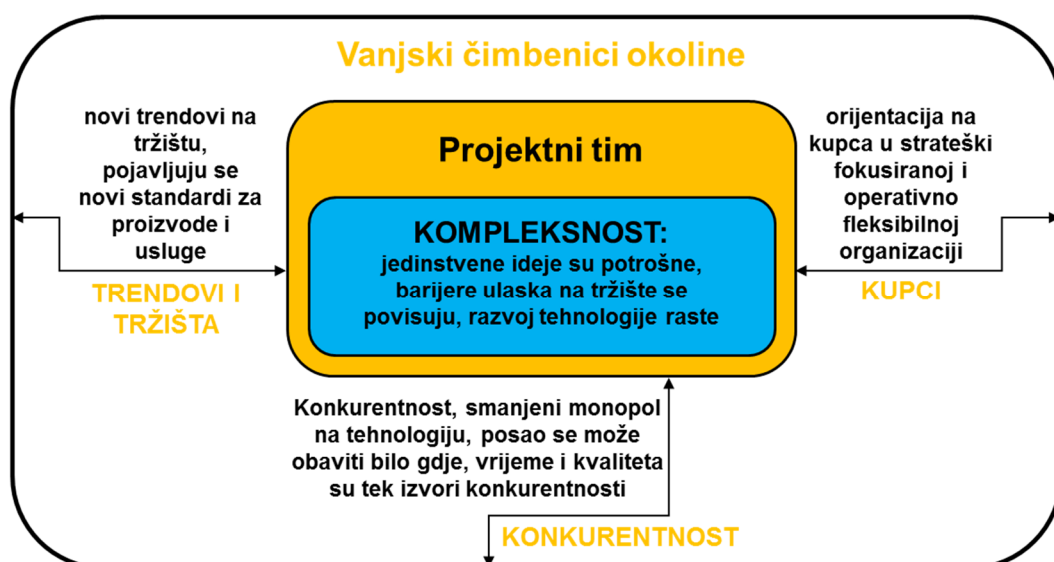 Vanjski čimbenici okoline
novi trendovi na
tržištu,
pojavljuju se
novi standardi za
proizvode i
usluge
TRENDOVI I
TRŽIŠTA
Projektni tim
KOMPLEKSNOST:
jedinstvene ideje su potrošne,
barijere ulaska na tržište se
povisuju, razvoj tehnologije raste
orijentacija na
kupca u strateški
fokusiranoj i
operativno
fleksibilnoj
organizaciji
KUPCI
Konkurentnost, smanjeni monopol
na tehnologiju, posao se može
obaviti bilo gdje, vrijeme i kvaliteta
su tek izvori konkurentnosti
KONKURENTNOST